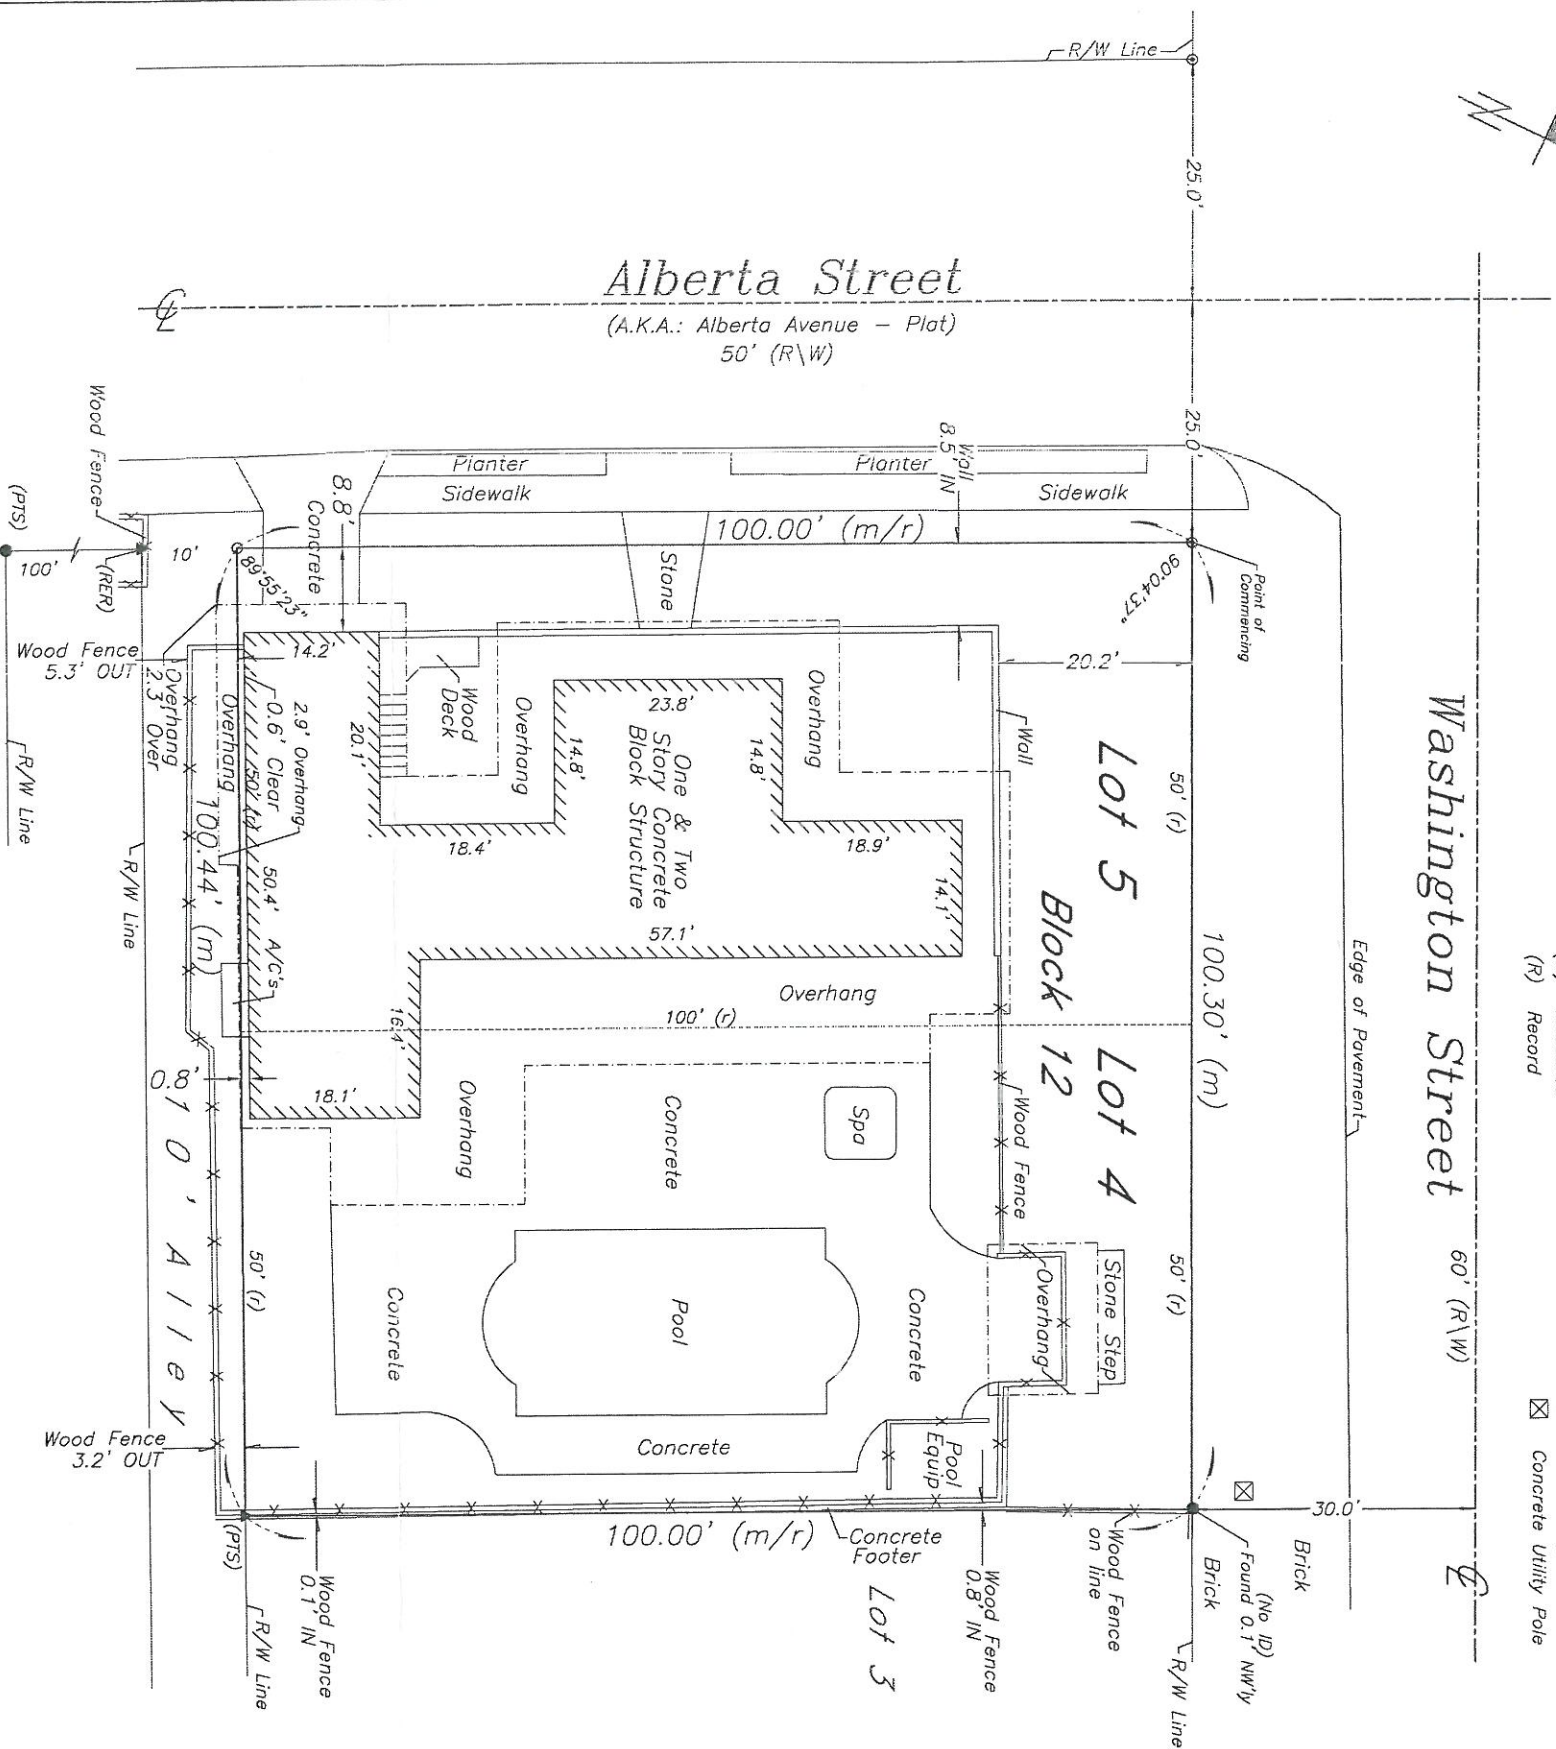 R/W Line
25.0'
Alberta Street
(A.K.A.: Alberta Avenue – Plat)
50' (R\W)
25.0'
Wall
8.5' IN
Planter
Planter
Sidewalk
Sidewalk
100.00' (m/r)
Wood Fence
(PTS)
100'
10'
(RER)
8.8'
Concrete
89°55'23"
Stone
90°04'37"
Point of
Commencing
Wood Fence
5.3' OUT
Overhang
2.3' Over
14.2'
Overhang
2.9' Overhang
0.6' Clear
50' (r)
20.1'
Wood
Deck
Overhang
23.8'
14.8'
14.8'
One & Two
Story Concrete
Block Structure
Overhang
20.2'
Wall
18.4'
18.9'
14.1'
57.1'
Lot 5
50' (r)
Block 12
Washington Street 60' (R\W)
(R) Record
Edge of Pavement
R/W Line
R/W Line
100.44' (m)
50.4'
A/C's
Overhang
100' (r)
16.4'
18.1'
0.8'
10' Alley
Overhang
Concrete
Spa
Wood Fence
Lot 4
100.30' (m)
50' (r)
50' (r)
Concrete
Pool
Concrete
Overhang
Stone Step
Concrete
Pool
Equip
Wood Fence
3.2' OUT
(PTS)
R/W Line
Wood Fence
0.1' IN
100.00' (m/r)
Concrete
Footer
Lot 3
Wood Fence
0.8' IN
Wood Fence
on line
30.0'
Brick
Brick
(No ID)
Found 0.1' NW'ly
R/W Line
Concrete Utility Pole